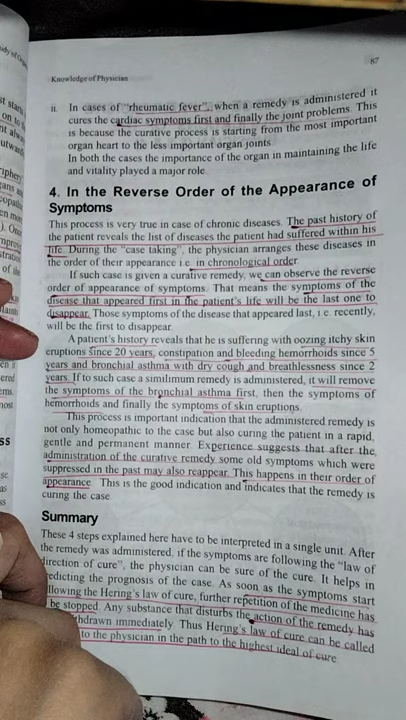 87
Knowledge of Physician
ii. In cases of "rheumatic fever", when a remedy is administered it
cures the cardiac symptoms first and finally the joint problems. This
is because the curative process is starting from the most important
organ heart to the less important organ joints.
In both the cases the importance of the organ in maintaining the life
and vitality played a major role.
4. In the Reverse Order of the Appearance of
Symptoms
This process is very true in case of chronic diseases. The past history of
the patient reveals the list of diseases the patient had suffered within his
life. During the "case taking", the physician arranges these diseases in
the order of their appearance i.e. in chronological order.
If such case is given a curative remedy, we can observe the reverse
order of appearance of symptoms. That means the symptoms of the
disease that appeared first in the patient's life will be the last one to
disappear. Those symptoms of the disease that appeared last, i.e. recently,
will be the first to disappear.
A patient's history reveals that he is suffering with oozing itchy skin
eruptions since 20 years, constipation and bleeding hemorrhoids since 5
years and bronchial asthma with dry cough and breathlessness since 2
years. If to such case a similimum remedy is administered, it will remove
the symptoms of the bronchial asthma first, then the symptoms of
hemorrhoids and finally the symptoms of skin eruptions.
This process is important indication that the administered remedy is
not only homeopathic to the case but also curing the patient in a rapid,
gentle and permanent manner. Experience suggests that after the
administration of the curative remedy some old symptoms which were
suppressed in the past may also reappear. This happens in their order of
appearance. This is the good indication and indicates that the remedy is
curing the case.
Summary
These 4 steps explained here have to be interpreted in a single unit. After
the remedy was administered, if the symptoms are following the "law of
direction of cure", the physician can be sure of the cure. It helps in
redicting the prognosis of the case. As soon as the symptoms start
llowing the Hering's law of cure, further repetition of the medicine has
be stopped. Any substance that disturbs the action of the remedy has
thdrawn immediately. Thus Hering's law of cure can be called
to the physician in the path to the highest ideal of cure.